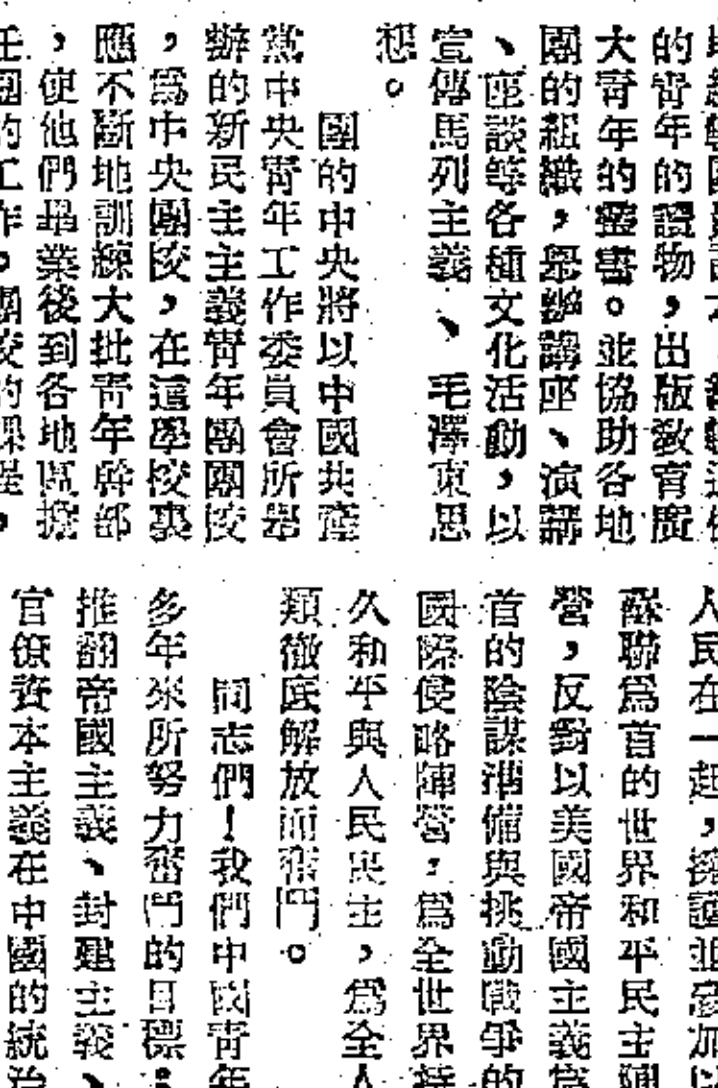 的青年的讀物，出版敎育廣
大青年的叢書。並協助各地
團的組織，舉辦講座、演講
、座談等各種文化活動，以
宣傳馬列主義、毛澤東思
想。
國的中央將以中國共產
黨中央青年工作委員會所舉
辦的新民主主義青年團團校
，爲中央團校，在這學校裏
應不斷地訓練大批青年幹部
，使他們畢業後到各地區擔
任團的工作。團校的課程，
人民在一起，擁護並參加以
蘇聯爲首的世界和平民主陣
營，反對以美國帝國主義爲
首的陰謀準備與挑動戰爭的
國際侵略陣營，爲全世界持
久和平與人民民主，爲全人
類徹底解放而奮鬥。
同志們！我們中國青年
多年來所努力奮鬥的目標：
推翻帝國主義、封建主義、
官僚資本主義在中國的統治